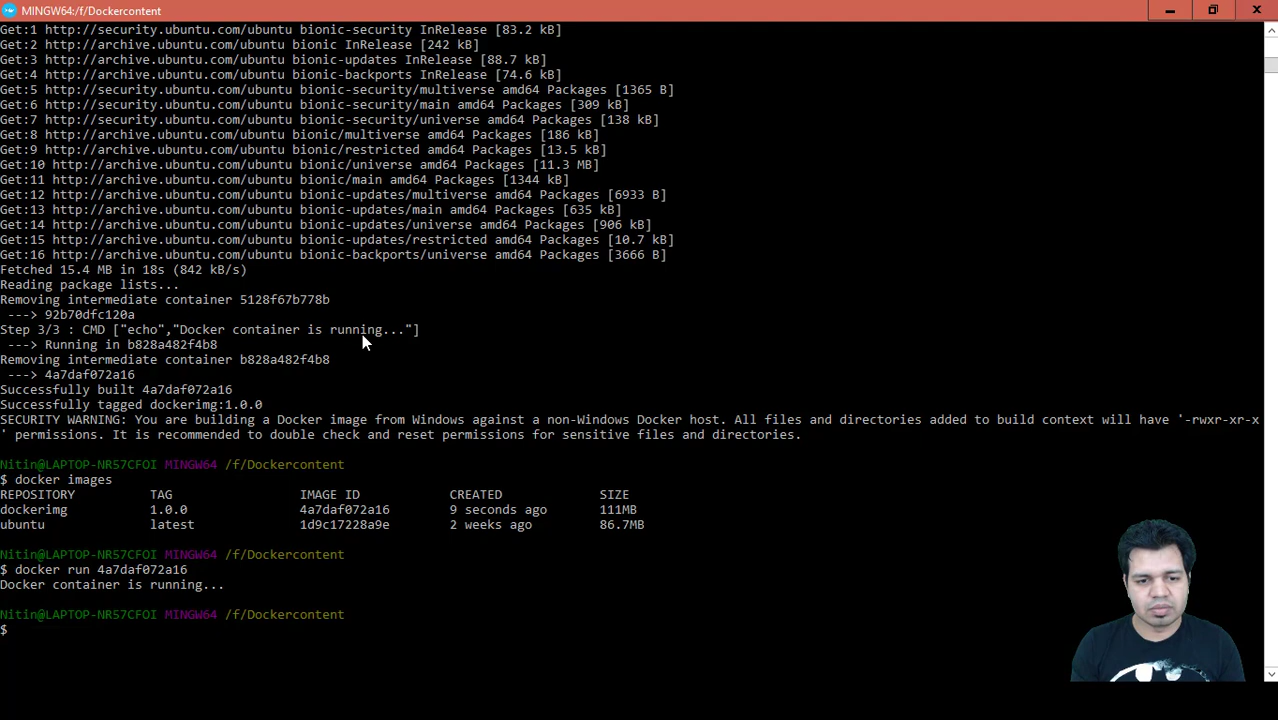 MINGW64:/f/Dockercontent
Get:1 http://security.ubuntu.com/ubuntu bionic-security InRelease [83.2 kB]
Get:2 http://archive.ubuntu.com/ubuntu bionic InRelease [242 kB]
Get:3 http://archive.ubuntu.com/ubuntu bionic-updates InRelease [88.7 kB]
Get:4 http://archive.ubuntu.com/ubuntu bionic-backports InRelease [74.6 kB]
Get:5 http://security.ubuntu.com/ubuntu bionic-security/multiverse amd64 Packages [1365 B]
Get:6 http://security.ubuntu.com/ubuntu bionic-security/main amd64 Packages [309 kB]
Get:7 http://security.ubuntu.com/ubuntu bionic-security/universe amd64 Packages [138 kB]
Get:8 http://archive.ubuntu.com/ubuntu bionic/multiverse amd64 Packages [186 kB]
Get:9 http://archive.ubuntu.com/ubuntu bionic/restricted amd64 Packages [13.5 kB]
Get:10 http://archive.ubuntu.com/ubuntu bionic/universe amd64 Packages [11.3 MB]
Get:11 http://archive.ubuntu.com/ubuntu bionic/main amd64 Packages [1344 kB]
Get:12 http://archive.ubuntu.com/ubuntu bionic-updates/multiverse amd64 Packages [6933 B]
Get:13 http://archive.ubuntu.com/ubuntu bionic-updates/main amd64 Packages [635 kB]
Get:14 http://archive.ubuntu.com/ubuntu bionic-updates/universe amd64 Packages [906 kB]
Get:15 http://archive.ubuntu.com/ubuntu bionic-updates/restricted amd64 Packages [10.7 kB]
Get:16 http://archive.ubuntu.com/ubuntu bionic-backports/universe amd64 Packages [3666 B]
Fetched 15.4 MB in 18s (842 kB/s)
Reading package lists...
Removing intermediate container 5128f67b778b
---> 92b70dfc120a
Step 3/3 : CMD ["echo","Docker container is running..."]
---> Running in b828a482f4b8
Removing intermediate container b828a482f4b8
---> 4a7daf072a16
Successfully built 4a7daf072a16
Successfully tagged dockerimg:1.0.0
SECURITY WARNING: You are building a Docker image from Windows against a non-Windows Docker host. All files and directories added to build context will have '-rwxr-xr-x
' permissions. It is recommended to double check and reset permissions for sensitive files and directories.
Nitin@LAPTOP-NR57CFOI MINGW64 /f/Dockercontent
$ docker images
REPOSITORY TAG IMAGE ID CREATED SIZE
dockerimg 1.0.0 4a7daf072a16 9 seconds ago 111MB
ubuntu latest 1d9c17228a9e 2 weeks ago 86.7MB
Nitin@LAPTOP-NR57CFOI MINGW64 /f/Dockercontent
$ docker run 4a7daf072a16
Docker container is running...
Nitin@LAPTOP-NR57CFOI MINGW64 /f/Dockercontent
$